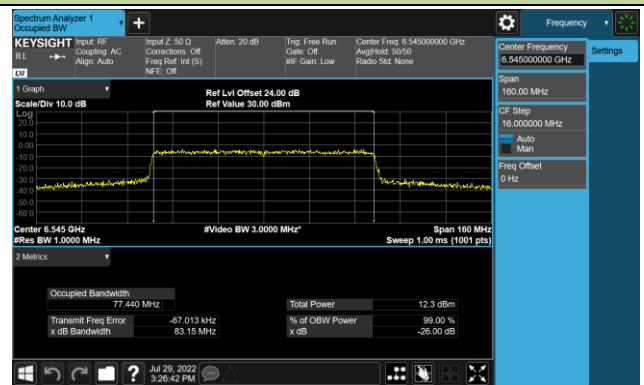 Spectrum Analyzer 1
Occupied BW
+
Frequency
KEYSIGHT
R L
LXI
Input: RF
Coupling: AC
Align: Auto
Input Z: 50 Ω
Corrections: Off
Freq Ref: Int (S)
NFE: Off
Atten: 20 dB
Trig: Free Run
Gate: Off
#IF Gain: Low
Center Freq: 6.545000000 GHz
Avg|Hold: 50/50
Radio Std: None
Center Frequency
6.545000000 GHz
Settings
Span
160.00 MHz
CF Step
16.000000 MHz
Auto
Man
Freq Offset
0 Hz
1 Graph
Scale/Div 10.0 dB
Ref Lvl Offset 24.00 dB
Ref Value 30.00 dBm
Log
20.0
10.0
0.00
-10.0
-20.0
-30.0
-40.0
-50.0
-60.0
Center 6.545 GHz
#Res BW 1.0000 MHz
#Video BW 3.0000 MHz*
Span 160 MHz
Sweep 1.00 ms (1001 pts)
2 Metrics
Occupied Bandwidth
77.440 MHz
Total Power 12.3 dBm
Transmit Freq Error -67.013 kHz
% of OBW Power 99.00 %
x dB Bandwidth 83.15 MHz
x dB -26.00 dB
?
Jul 29, 2022
3:26:42 PM